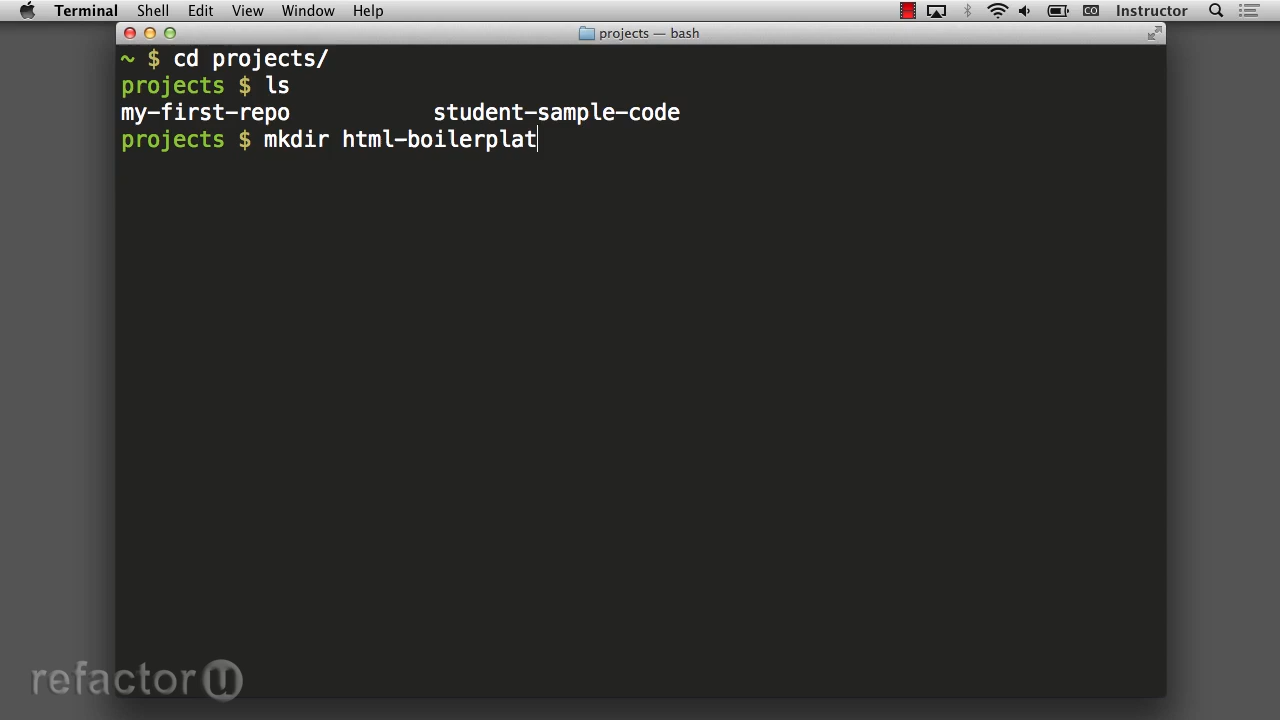 Terminal Shell Edit View Window Help Instructor
projects — bash
~ $ cd projects/
projects $ ls
my-first-repo student-sample-code
projects $ mkdir html-boilerplat
refactor u